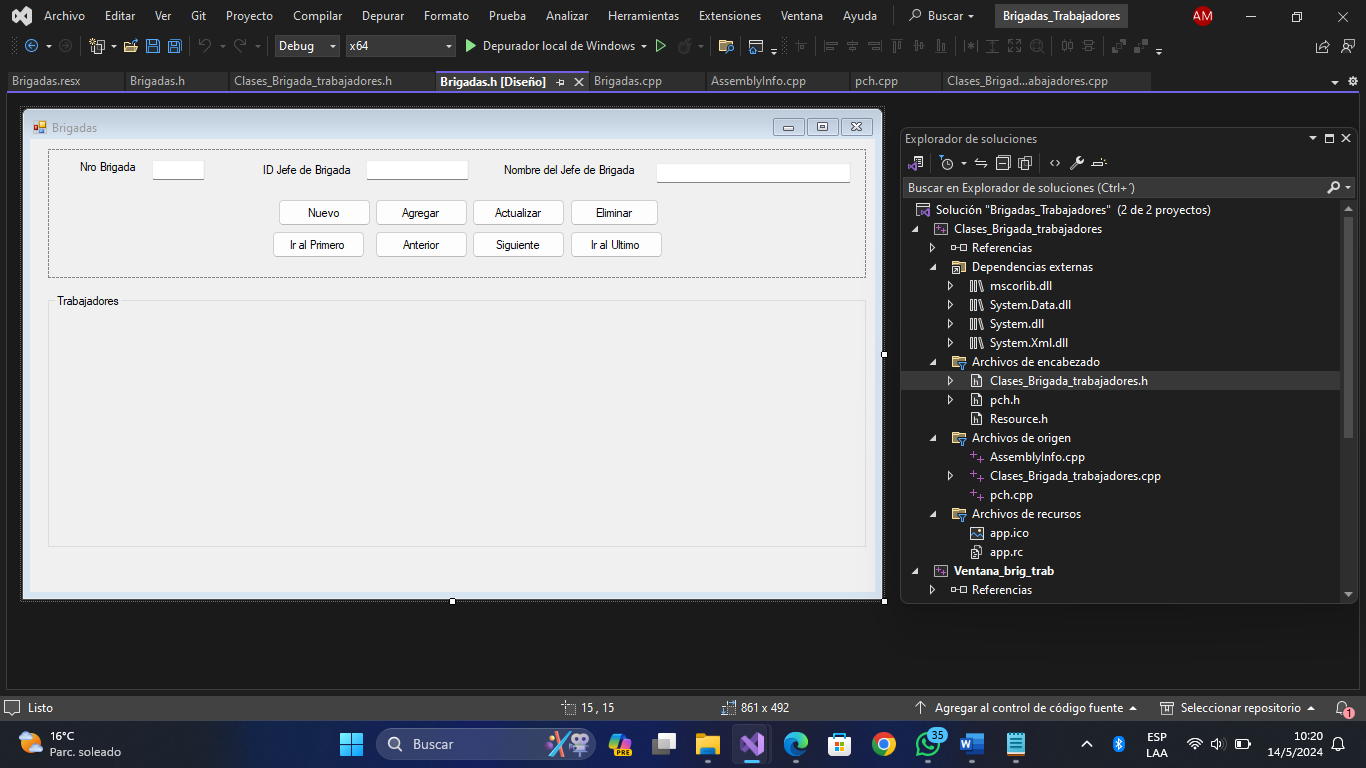 Archivo Editar Ver Git Proyecto Compilar Depurar Formato Prueba Analizar Herramientas Extensiones Ventana Ayuda Buscar Brigadas_Trabajadores AM
Debug x64 Depurador local de Windows
Brigadas.resx Brigadas.h Clases_Brigada_trabajadores.h Brigadas.h [Diseño] Brigadas.cpp AssemblyInfo.cpp pch.cpp Clases_Brigad...abajadores.cpp
Brigadas
Nro Brigada ID Jefe de Brigada Nombre del Jefe de Brigada
Nuevo Agregar Actualizar Eliminar
Ir al Primero Anterior Siguiente Ir al Ultimo
Trabajadores
Explorador de soluciones
Buscar en Explorador de soluciones (Ctrl+´)
Solución "Brigadas_Trabajadores" (2 de 2 proyectos)
Clases_Brigada_trabajadores
Referencias
Dependencias externas
mscorlib.dll
System.Data.dll
System.dll
System.Xml.dll
Archivos de encabezado
Clases_Brigada_trabajadores.h
pch.h
Resource.h
Archivos de origen
AssemblyInfo.cpp
Clases_Brigada_trabajadores.cpp
pch.cpp
Archivos de recursos
app.ico
app.rc
Ventana_brig_trab
Referencias
Listo 15 , 15 861 x 492 Agregar al control de código fuente Seleccionar repositorio 1
16°C
Parc. soleado
Buscar
PRE
35
ESP
LAA
10:20
14/5/2024